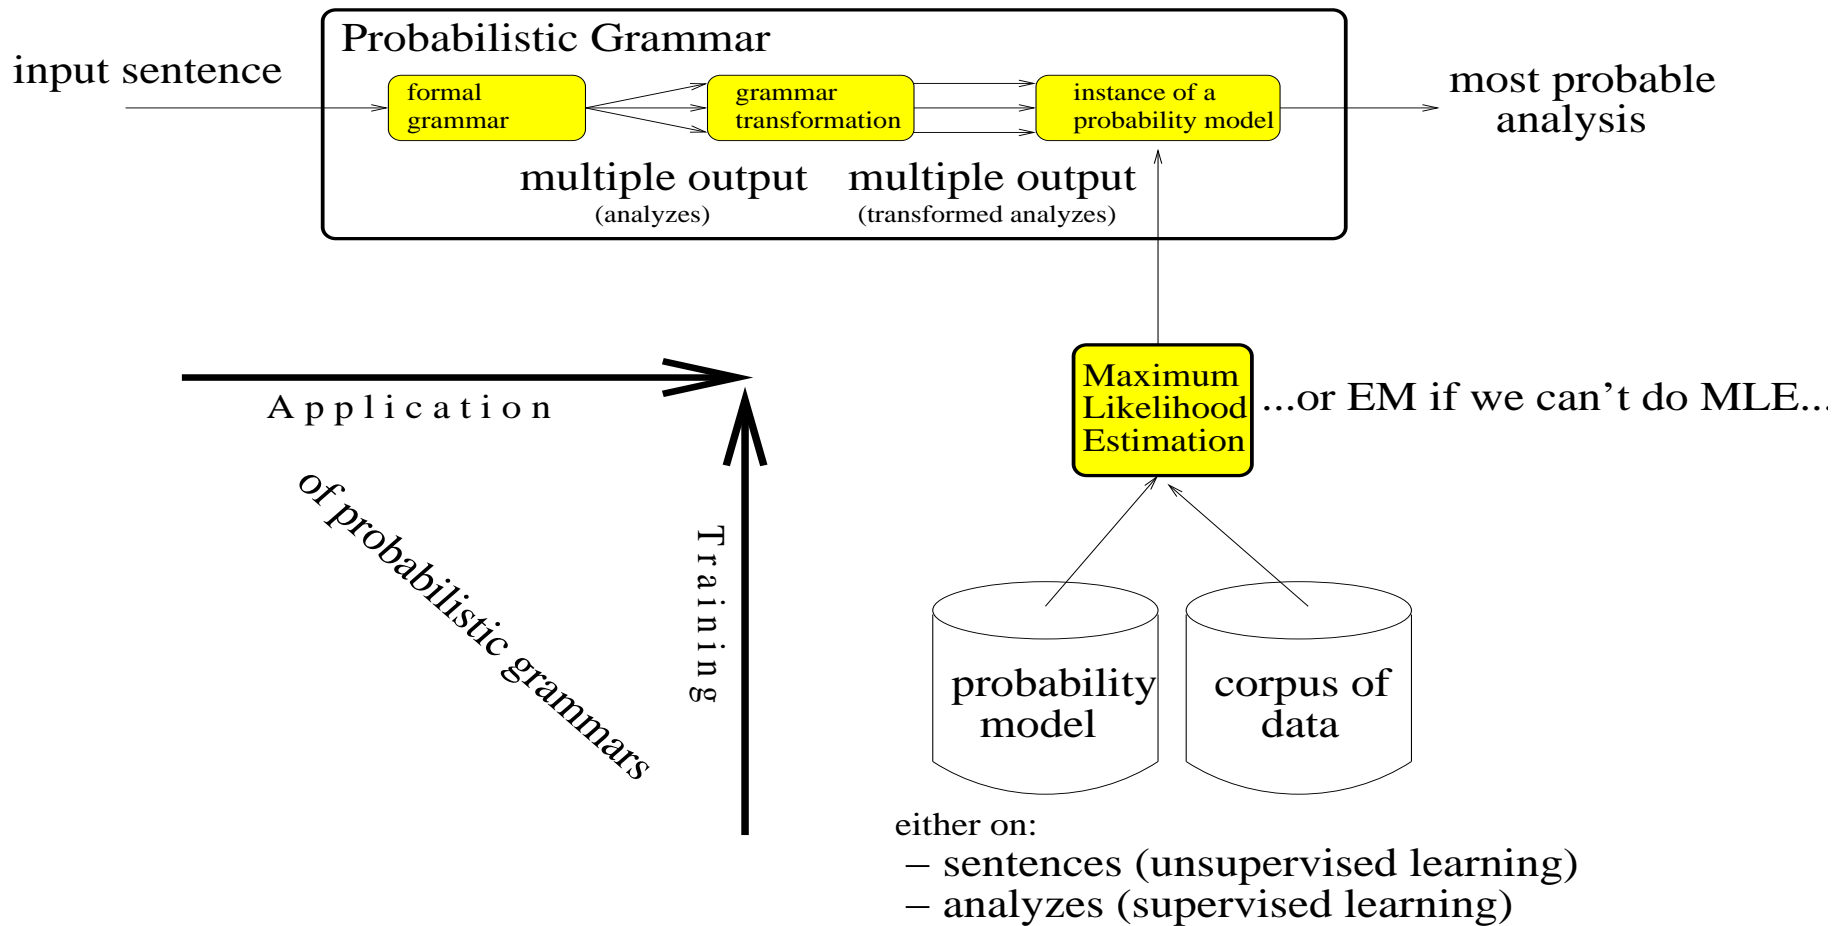 Probabilistic Grammar
input sentence
formal
grammar
grammar
transformation
instance of a
probability model
most probable
analysis
multiple output
(analyzes)
multiple output
(transformed analyzes)
Application
of probabilistic grammars
Training
Maximum
Likelihood
Estimation
...or EM if we can't do MLE...
probability
model
corpus of
data
either on:
– sentences (unsupervised learning)
– analyzes (supervised learning)